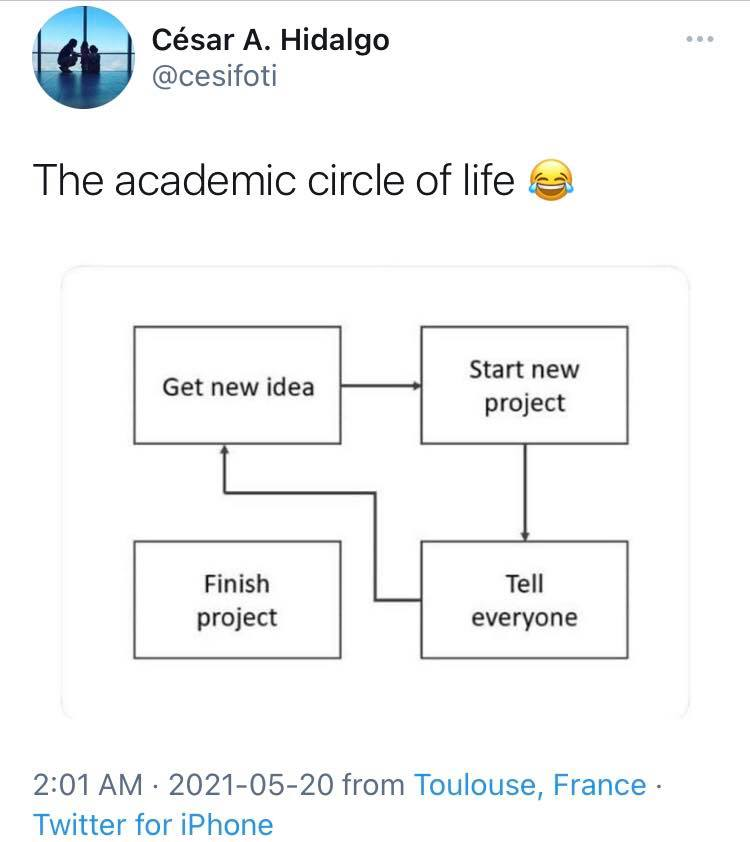 César A. Hidalgo
@cesifoti
The academic circle of life 😂
Get new idea
Start new
project
Finish
project
Tell
everyone
2:01 AM · 2021-05-20 from Toulouse, France ·
Twitter for iPhone